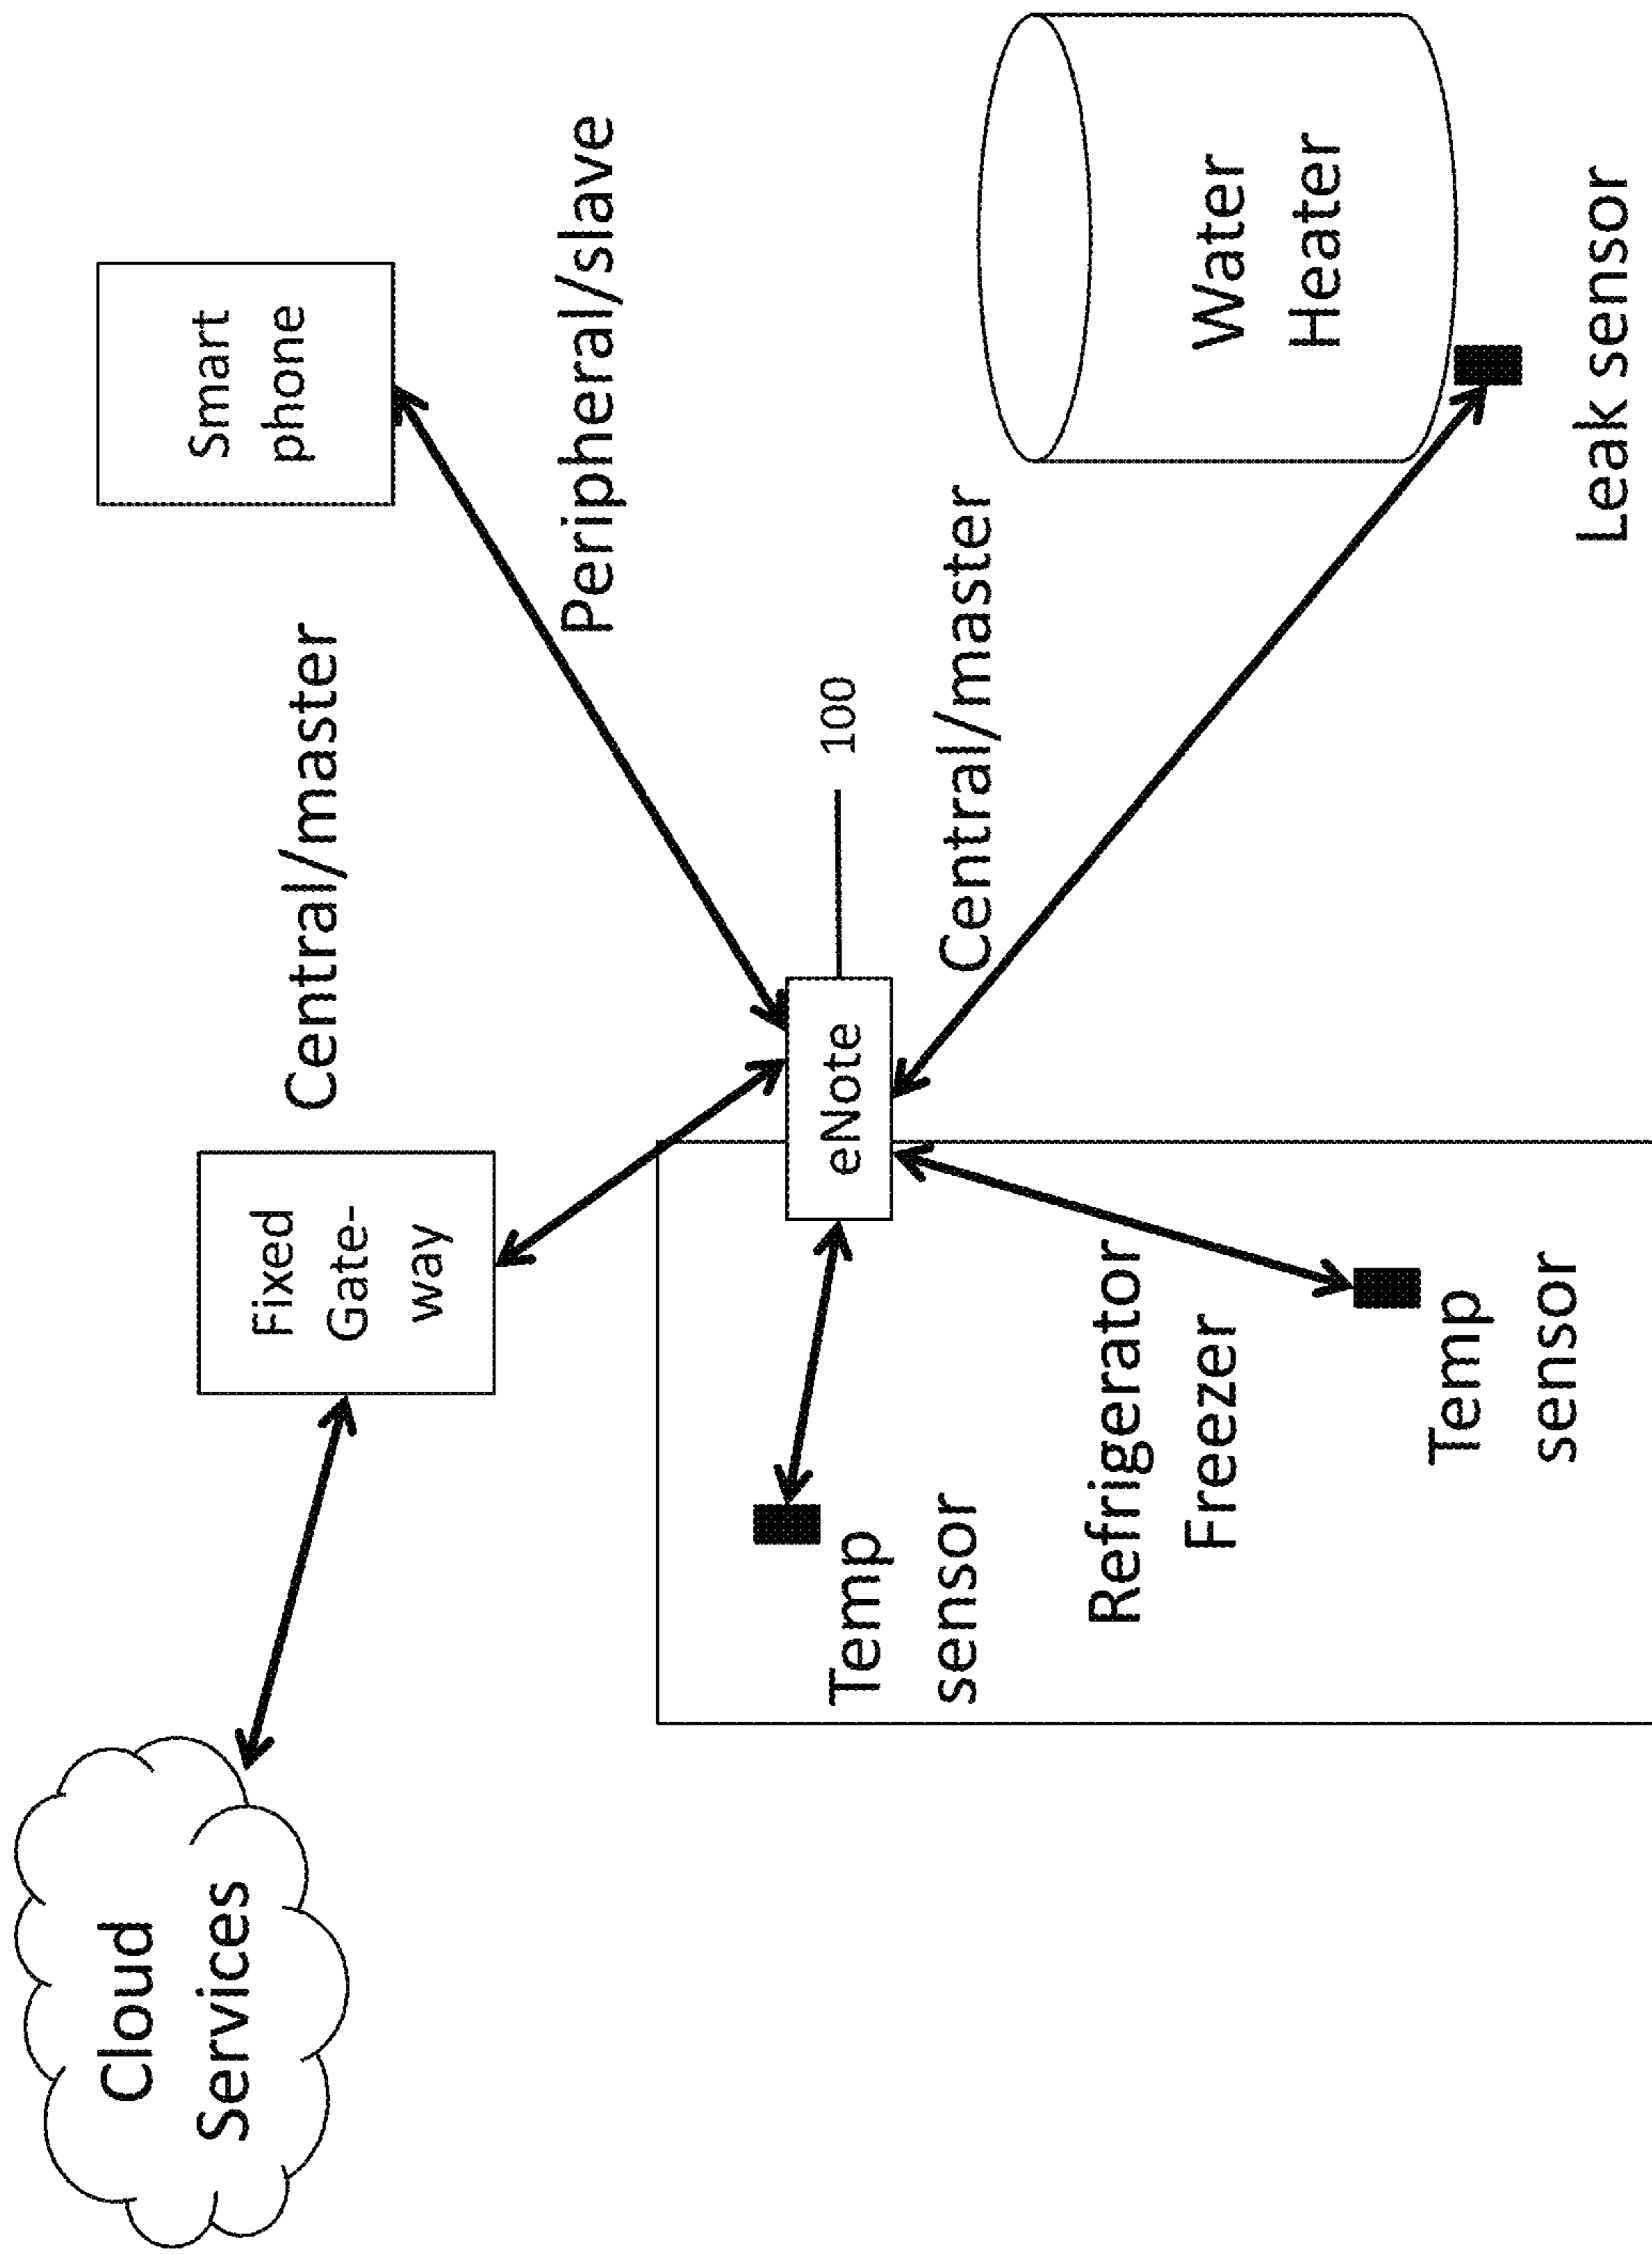 Cloud
Services
Fixed
Gate-
way
Central/master
Smart
phone
Peripheral/slave
eNote
100
Central/master
Temp
sensor
Refrigerator
Freezer
Temp
sensor
Water
Heater
Leak sensor